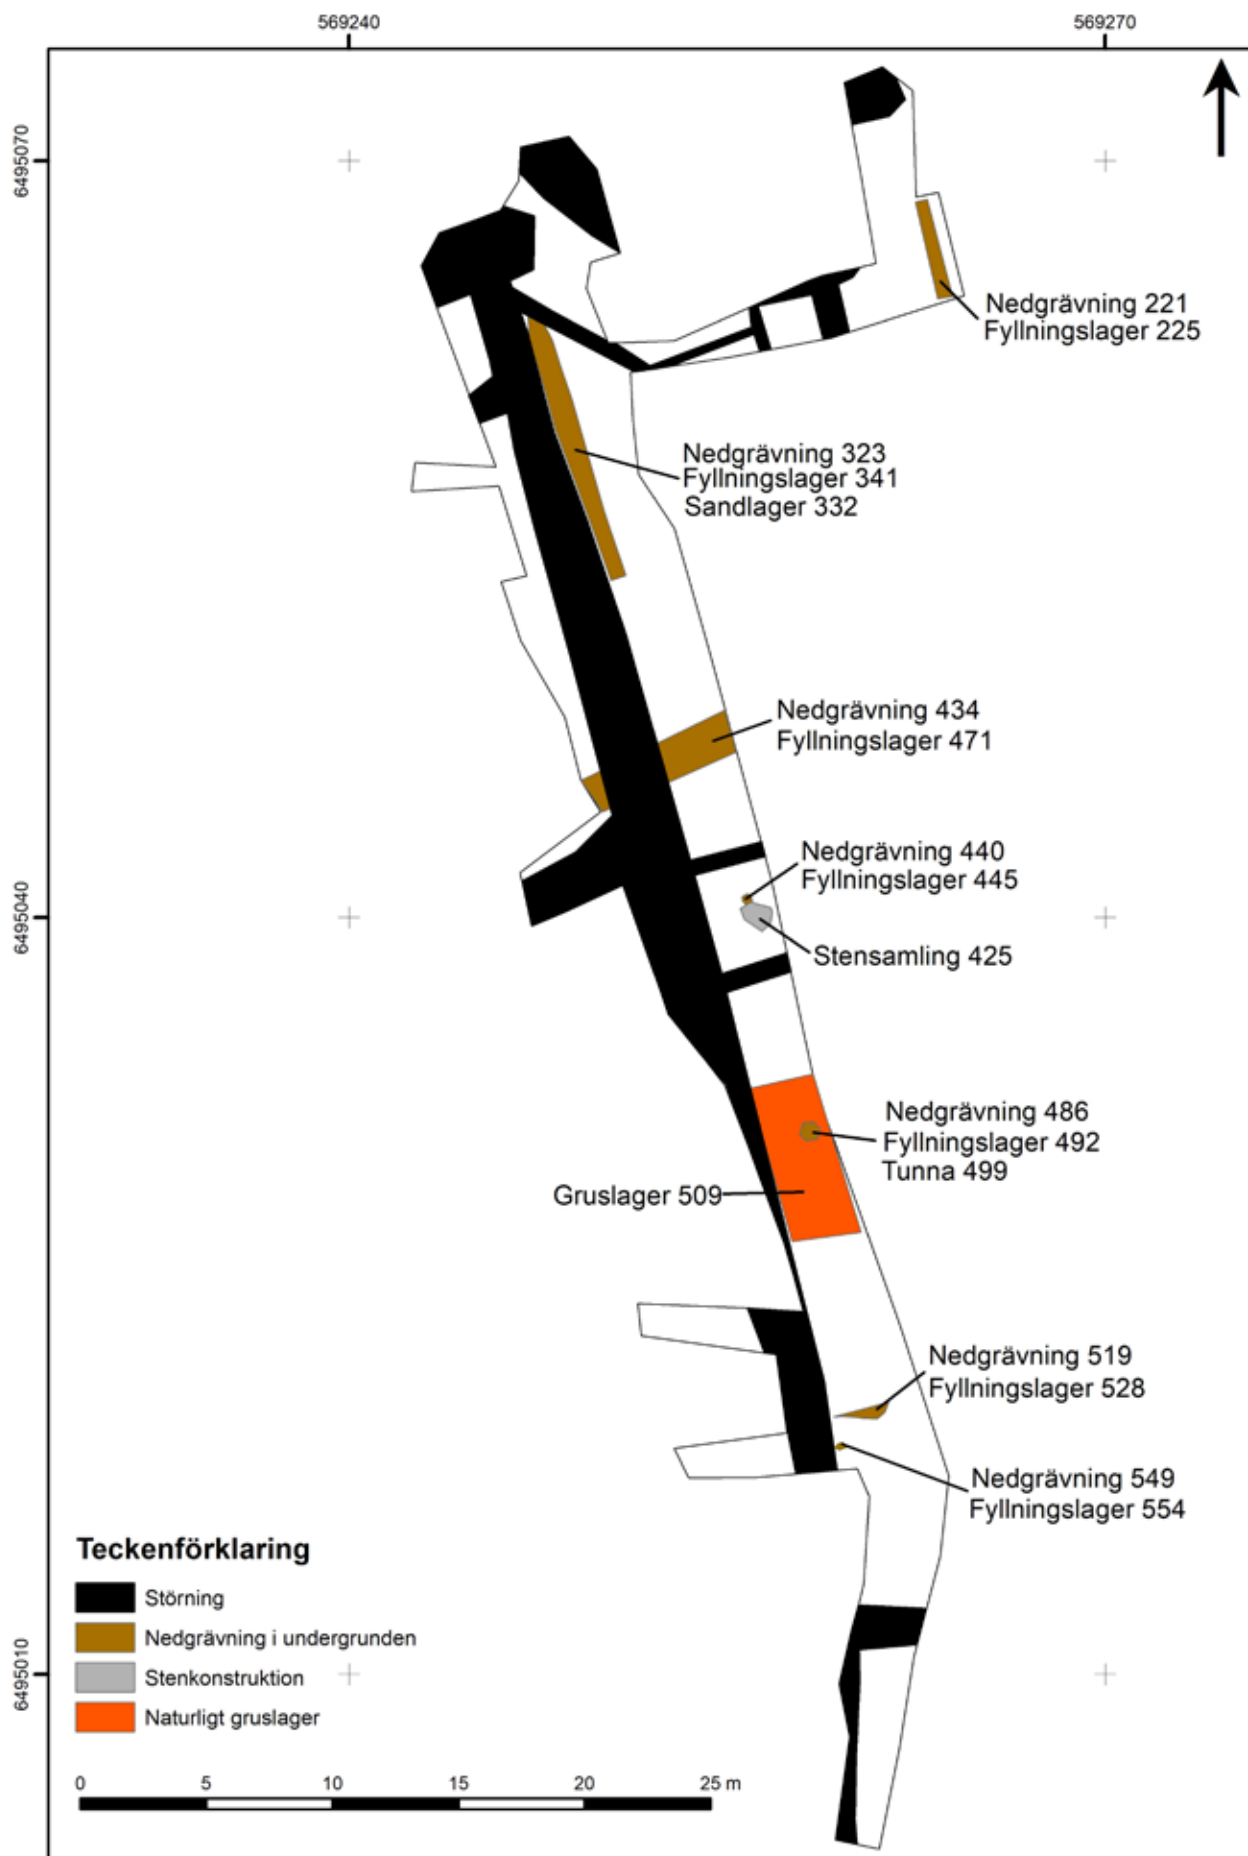 569240
569270
6495070
Nedgrävning 221
Fyllningslager 225
Nedgrävning 323
Fyllningslager 341
Sandlager 332
Nedgrävning 434
Fyllningslager 471
Nedgrävning 440
Fyllningslager 445
6495040
Stensamling 425
Nedgrävning 486
Fyllningslager 492
Tunna 499
Gruslager 509
Nedgrävning 519
Fyllningslager 528
Nedgrävning 549
Fyllningslager 554
Teckenförklaring
Störning
Nedgrävning i undergrunden
Stenkonstruktion
6495010
Naturligt gruslager
0 5 10 15 20 25 m